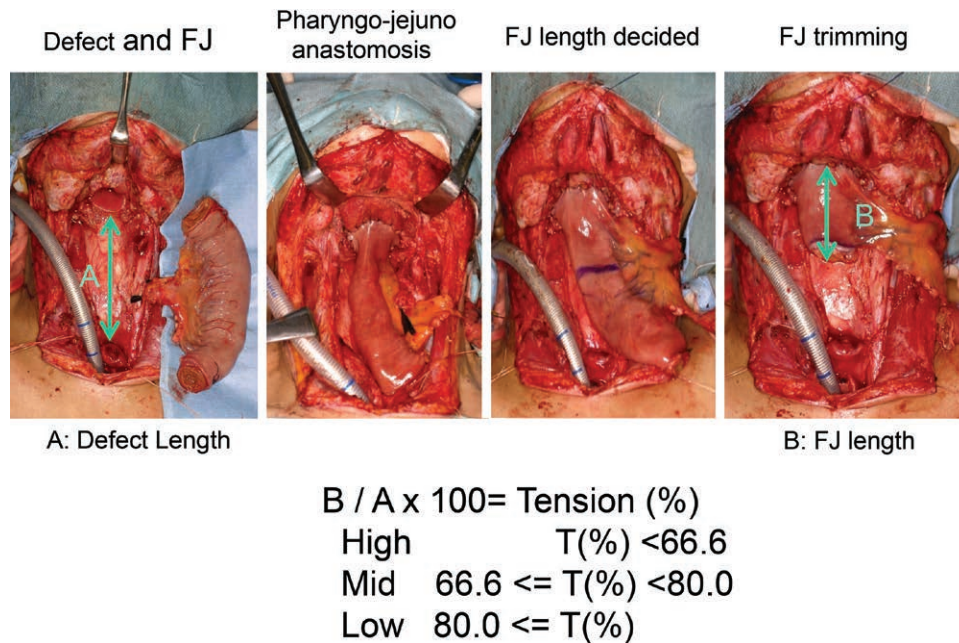 Defect and FJ
Pharyngo-jejuno
anastomosis
FJ length decided
FJ trimming
A
B
A: Defect Length
B: FJ length
B / A x 100= Tension (%)
High T(%) <66.6
Mid 66.6 <= T(%) <80.0
Low 80.0 <= T(%)